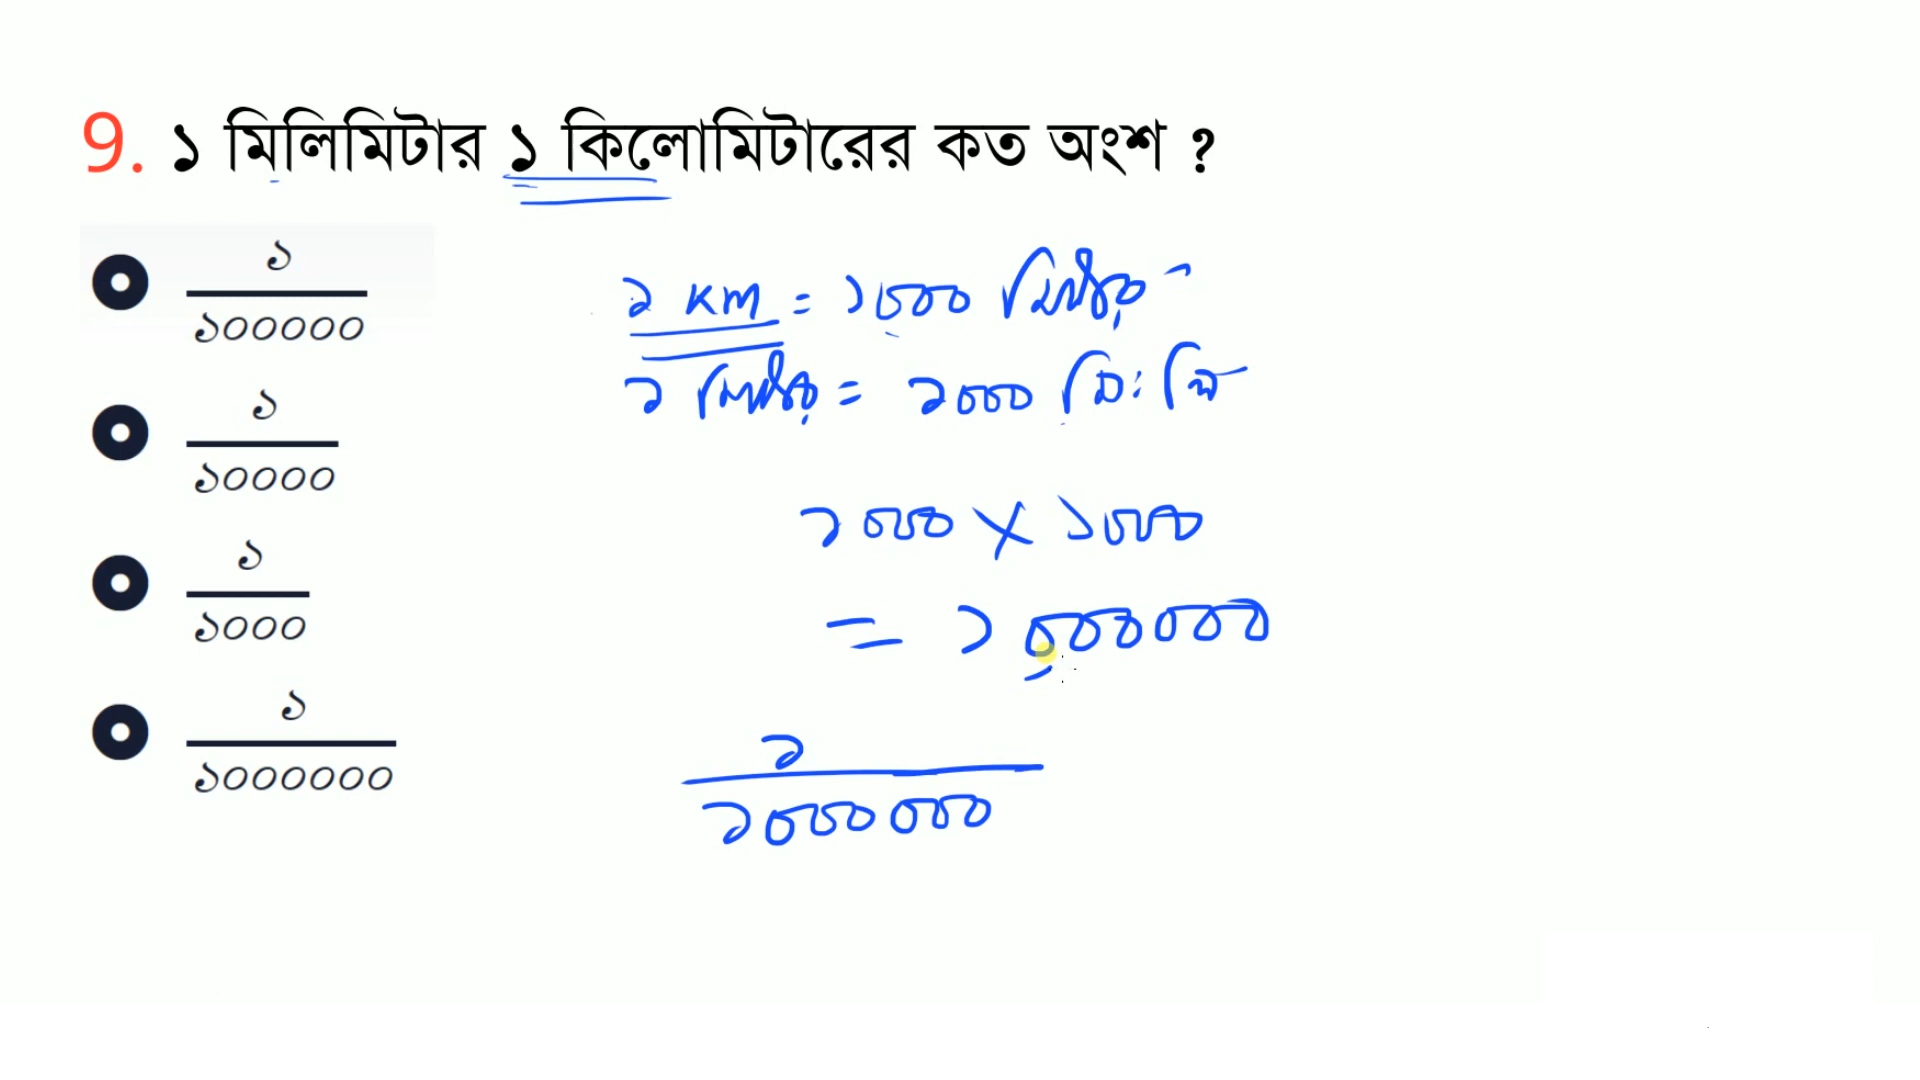 9. ১ মিলিমিটার ১ কিলোমিটারের কত অংশ ?
১
১০০০০০
১
১০০০০
১
১০০০
১
১০০০০০০
১ KM = ১০০০ মিটার
১ মিটার = ১০০০ মি: মি
১০০০ × ১০০০
= ১০০০০০০
১
১০০০০০০